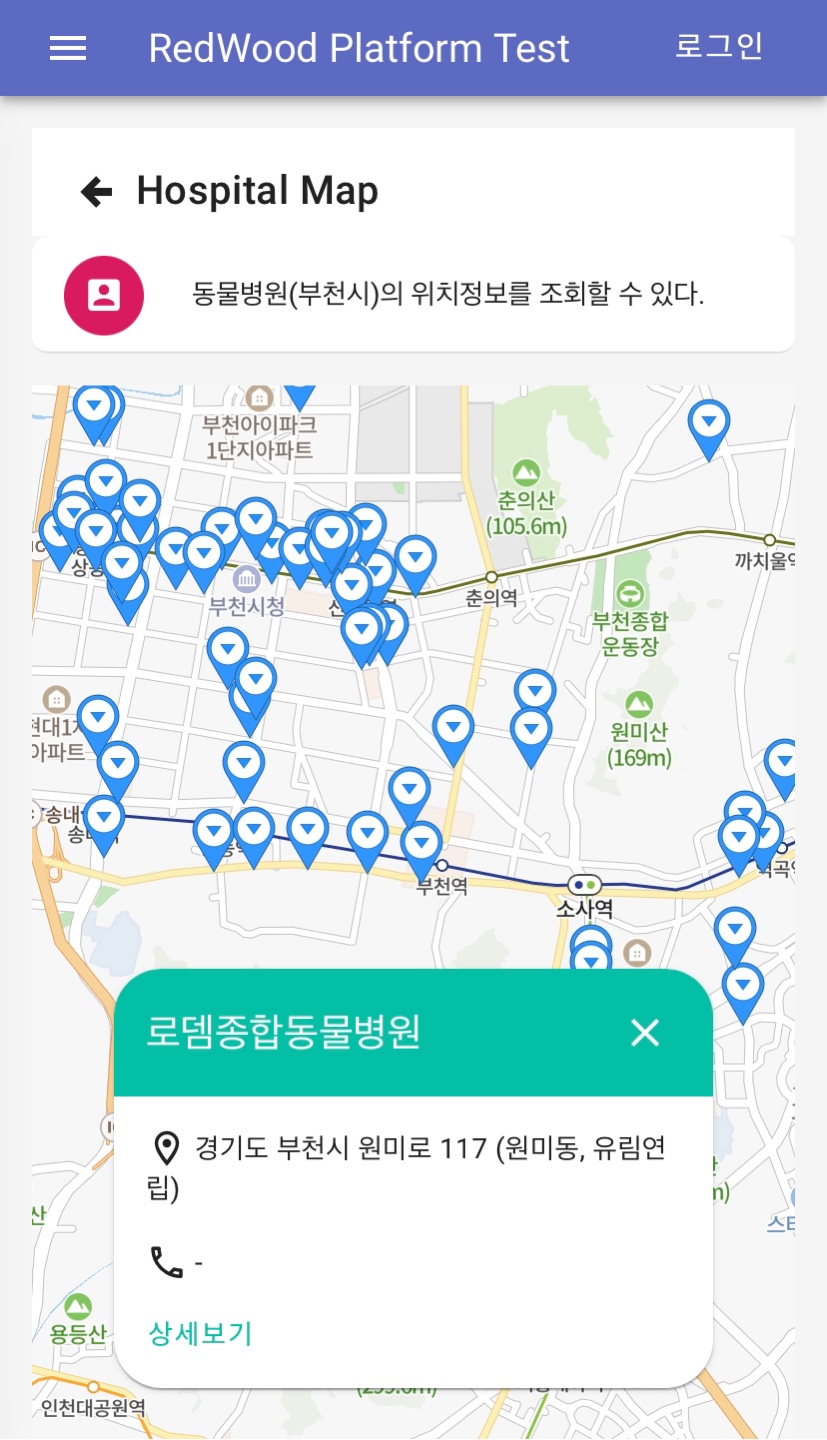 RedWood Platform Test
로그인
Hospital Map
동물병원(부천시)의 위치정보를 조회할 수 있다.
부천아이파크
1단지아파트
춘의산
(105.6m)
까치울역
춘의역
부천시청
부천종합
운동장
원미산
(169m)
현대1차
아파트
송내
부천역
소사역
역곡역
로뎀종합동물병원
경기도 부천시 원미로 117 (원미동, 유림연
립)
-
상세보기
산
용등산
인천대공원역